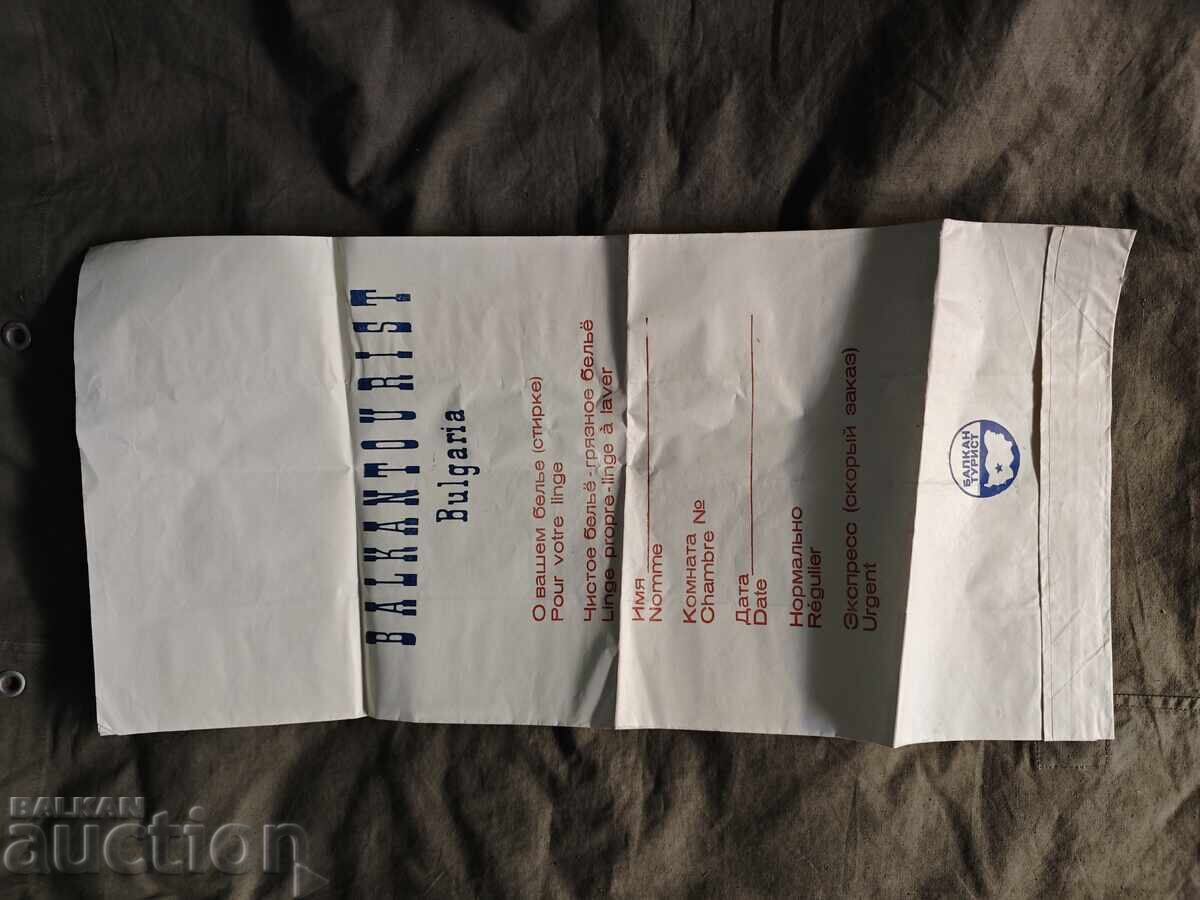 BALKANTOURIST
Bulgaria
О вашем белье (стирке)
Pour votre linge
Чистое бельё-грязное бельё
Linge propre-linge à laver
Имя
Nomme
Комната №
Chambre
Дата
Date
Нормально
Régulier
Экспресс (скорый заказ)
Urgent
БАЛКАН
ТУРИСТ
BALKAN
auction